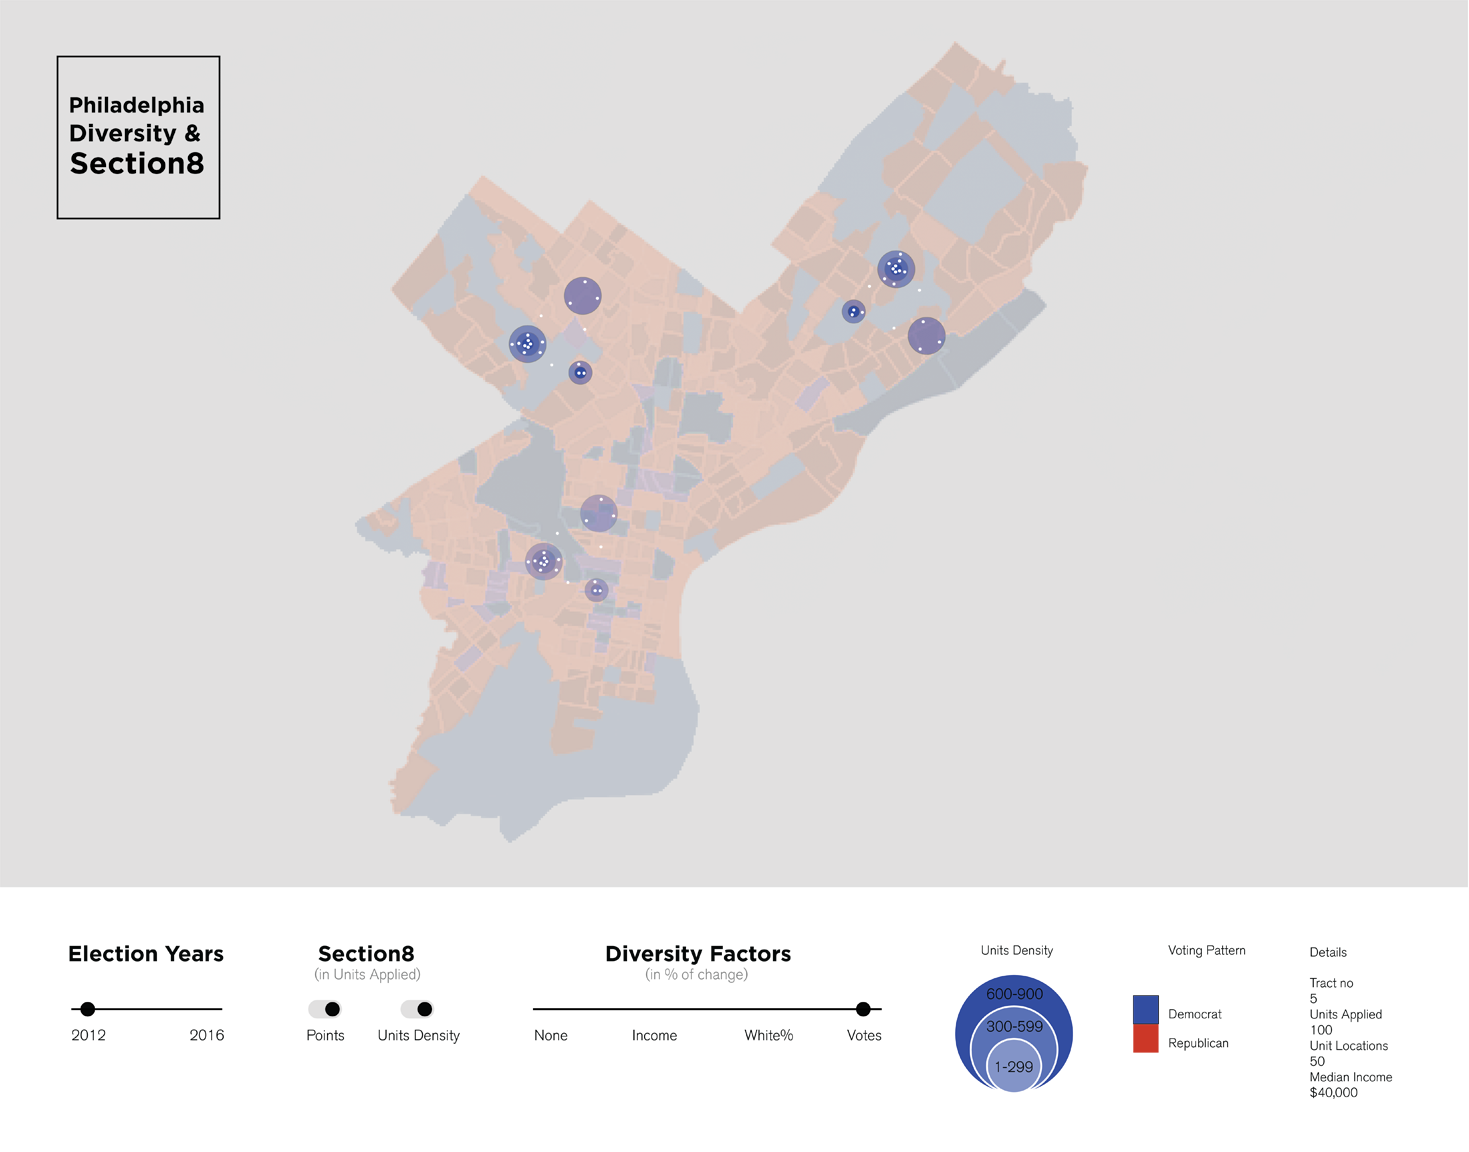 Philadelphia
Diversity &
Section8
Election Years
2012 2016
Section8
(in Units Applied)
Points Units Density
Diversity Factors
(in % of change)
None Income White% Votes
Units Density
600-900
300-599
1-299
Voting Pattern
Democrat
Republican
Details
Tract no
5
Units Applied
100
Unit Locations
50
Median Income
$40,000